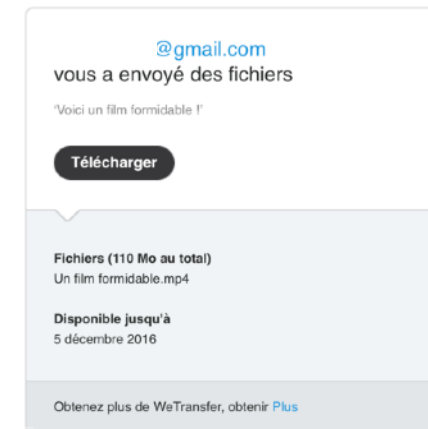 @gmail.com
vous a envoyé des fichiers
'Voici un film formidable !'
Télécharger
Fichiers (110 Mo au total)
Un film formidable.mp4
Disponible jusqu'à
5 décembre 2016
Obtenez plus de WeTransfer, obtenir Plus